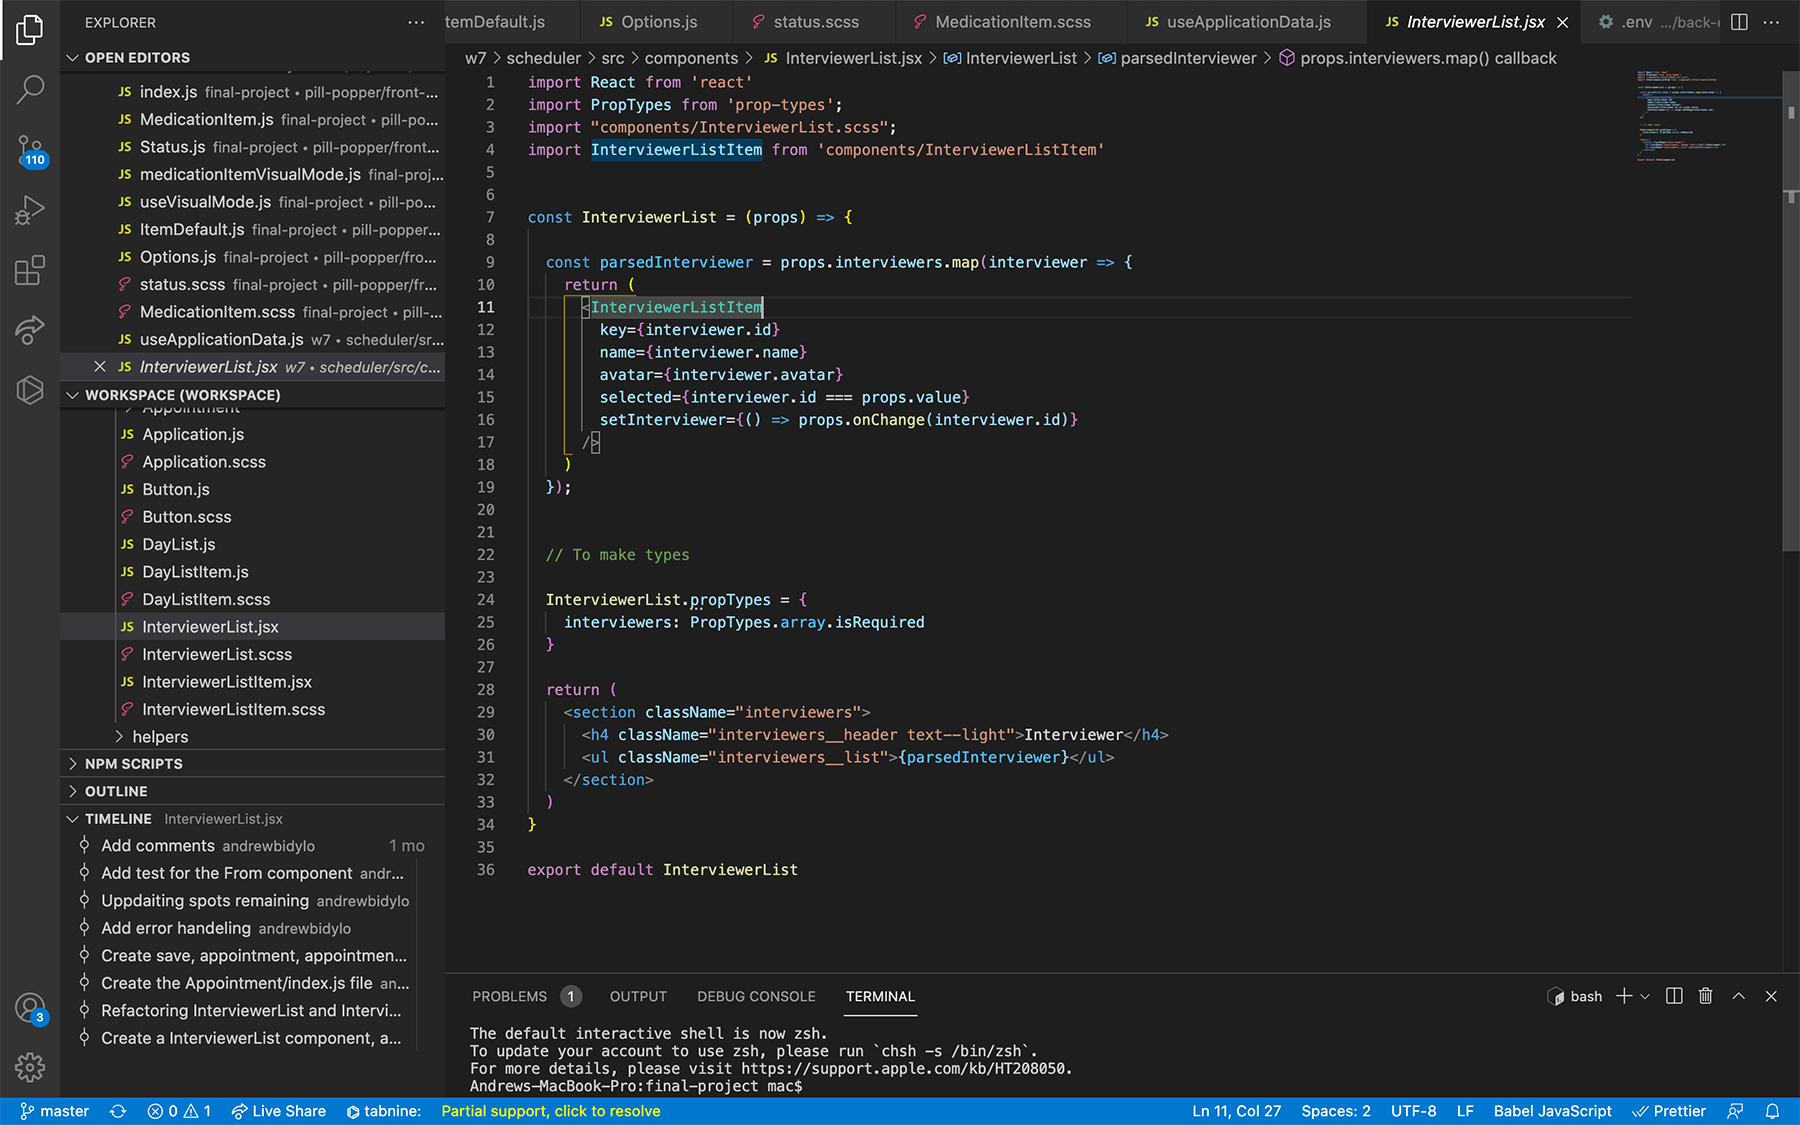 EXPLORER
OPEN EDITORS
JS index.js final-project • pill-popper/front-...
JS MedicationItem.js final-project • pill-po...
JS Status.js final-project • pill-popper/front...
JS medicationItemVisualMode.js final-proj...
JS useVisualMode.js final-project • pill-po...
JS ItemDefault.js final-project • pill-popper...
JS Options.js final-project • pill-popper/fro...
status.scss final-project • pill-popper/fr...
MedicationItem.scss final-project • pill-...
JS useApplicationData.js w7 • scheduler/sr...
JS InterviewerList.jsx w7 • scheduler/src/c...
WORKSPACE (WORKSPACE)
Appointment
JS Application.js
Application.scss
JS Button.js
Button.scss
JS DayList.js
JS DayListItem.js
DayListItem.scss
JS InterviewerList.jsx
InterviewerList.scss
JS InterviewerListItem.jsx
InterviewerListItem.scss
helpers
NPM SCRIPTS
OUTLINE
TIMELINE InterviewerList.jsx
Add comments andrewbidylo 1 mo
Add test for the From component andr...
Uppdaiting spots remaining andrewbidylo
Add error handeling andrewbidylo
Create save, appointment, appointmen...
Create the Appointment/index.js file an...
Refactoring InterviewerList and Intervi...
Create a InterviewerList component, a...
110
3
temDefault.js JS Options.js status.scss MedicationItem.scss JS useApplicationData.js JS InterviewerList.jsx .env .../back-e
w7 > scheduler > src > components > JS InterviewerList.jsx > InterviewerList > parsedInterviewer > props.interviewers.map() callback
1 import React from 'react'
2 import PropTypes from 'prop-types';
3 import "components/InterviewerList.scss";
4 import InterviewerListItem from 'components/InterviewerListItem'
5
6
7 const InterviewerList = (props) => {
8
9 const parsedInterviewer = props.interviewers.map(interviewer => {
10 return (
11 <InterviewerListItem
12 key={interviewer.id}
13 name={interviewer.name}
14 avatar={interviewer.avatar}
15 selected={interviewer.id === props.value}
16 setInterviewer={() => props.onChange(interviewer.id)}
17 />
18 )
19 });
20
21
22 // To make types
23
24 InterviewerList.propTypes = {
25 interviewers: PropTypes.array.isRequired
26 }
27
28 return (
29 <section className="interviewers">
30 <h4 className="interviewers__header text--light">Interviewer</h4>
31 <ul className="interviewers__list">{parsedInterviewer}</ul>
32 </section>
33 )
34 }
35
36 export default InterviewerList
PROBLEMS 1 OUTPUT DEBUG CONSOLE TERMINAL bash
The default interactive shell is now zsh.
To update your account to use zsh, please run `chsh -s /bin/zsh`.
For more details, please visit https://support.apple.com/kb/HT208050.
Andrews-MacBook-Pro:final-project mac$
master 0 1 Live Share tabnine: Partial support, click to resolve Ln 11, Col 27 Spaces: 2 UTF-8 LF Babel JavaScript Prettier